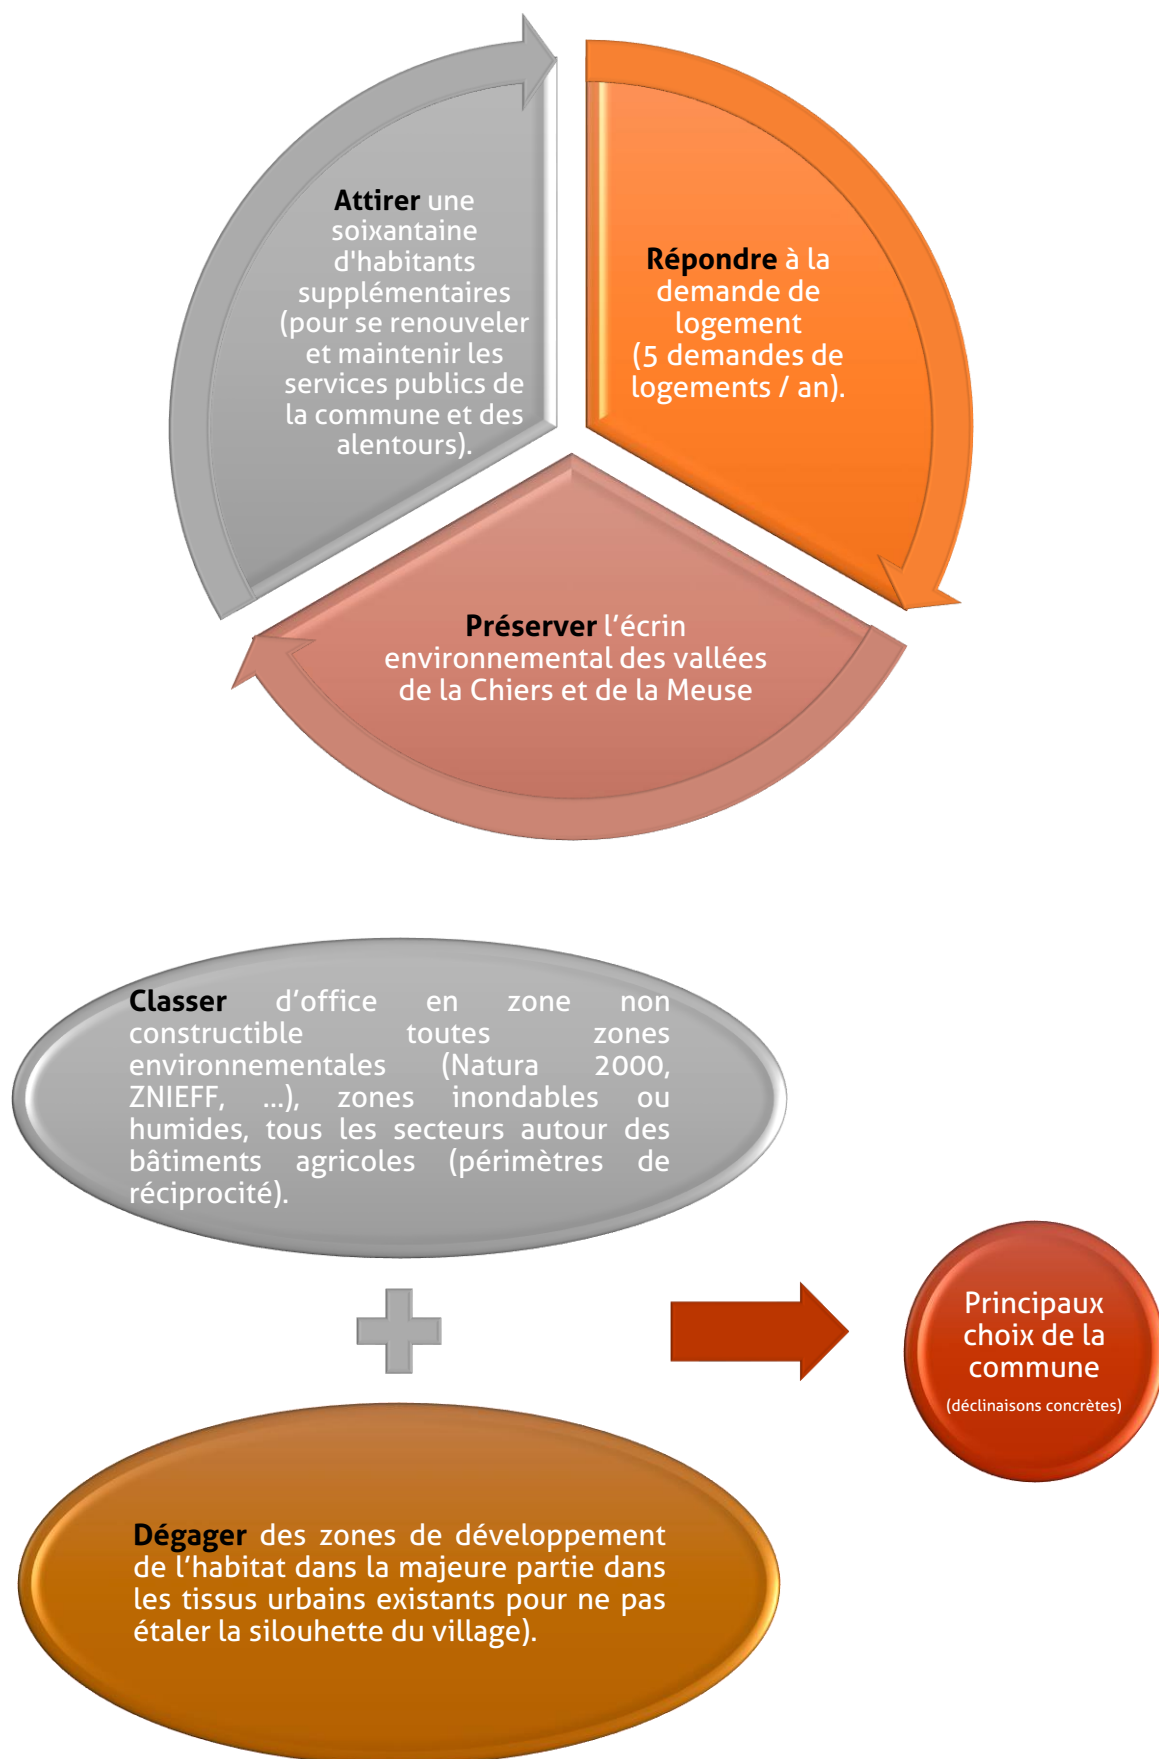 Attirer une
soixantaine
d'habitants
supplémentaires
(pour se renouveler
et maintenir les
services publics de
la commune et des
alentours).
Répondre à la
demande de
logement
(5 demandes de
logements / an).
Préserver l’écrin
environnemental des vallées
de la Chiers et de la Meuse
Classer d’office en zone non
constructible toutes zones
environnementales (Natura 2000,
ZNIEFF, ...), zones inondables ou
humides, tous les secteurs autour des
bâtiments agricoles (périmètres de
réciprocité).
Principaux
choix de la
commune
(déclinaisons concrètes)
Dégager des zones de développement
de l’habitat dans la majeure partie dans
les tissus urbains existants pour ne pas
étaler la silouhette du village).